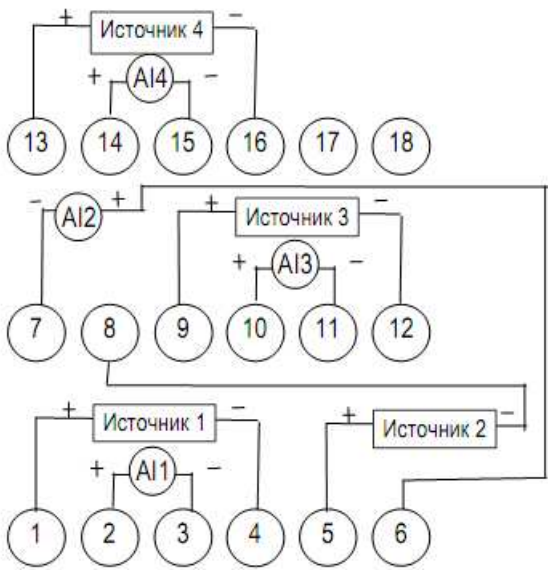 + Источник 4 −
+ AI4 −
13 14 15 16 17 18
− AI2 + + Источник 3 −
+ AI3 −
7 8 9 10 11 12
+ Источник 1 − + Источник 2 −
+ AI1 −
1 2 3 4 5 6